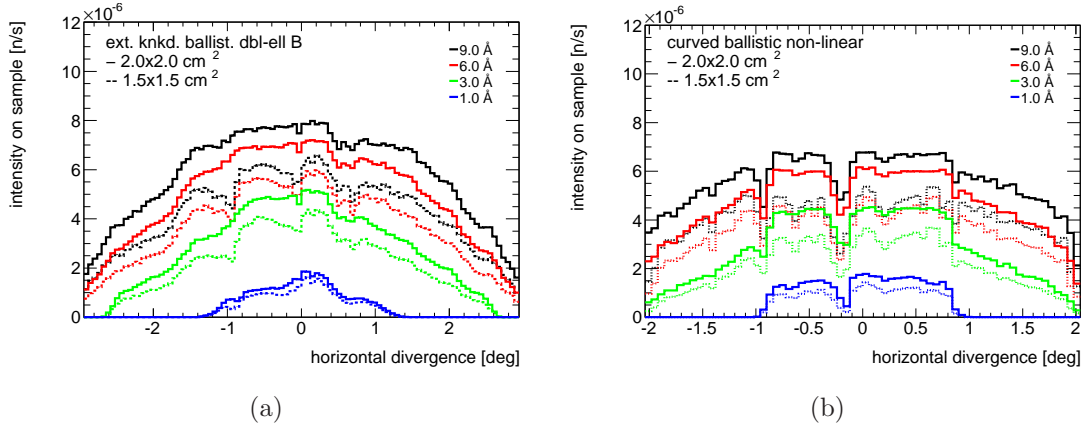 ×10⁻⁶
intensity on sample [n/s]
12
10
8
6
4
2
0
ext. knkd. ballist. dbl-ell B
– 2.0x2.0 cm ²
-- 1.5x1.5 cm ²
9.0 Å
6.0 Å
3.0 Å
1.0 Å
-2 -1 0 1 2
horizontal divergence [deg]
(a)
×10⁻⁶
intensity on sample [n/s]
12
10
8
6
4
2
0
curved ballistic non-linear
– 2.0x2.0 cm ²
-- 1.5x1.5 cm ²
9.0 Å
6.0 Å
3.0 Å
1.0 Å
-2 -1.5 -1 -0.5 0 0.5 1 1.5 2
horizontal divergence [deg]
(b)